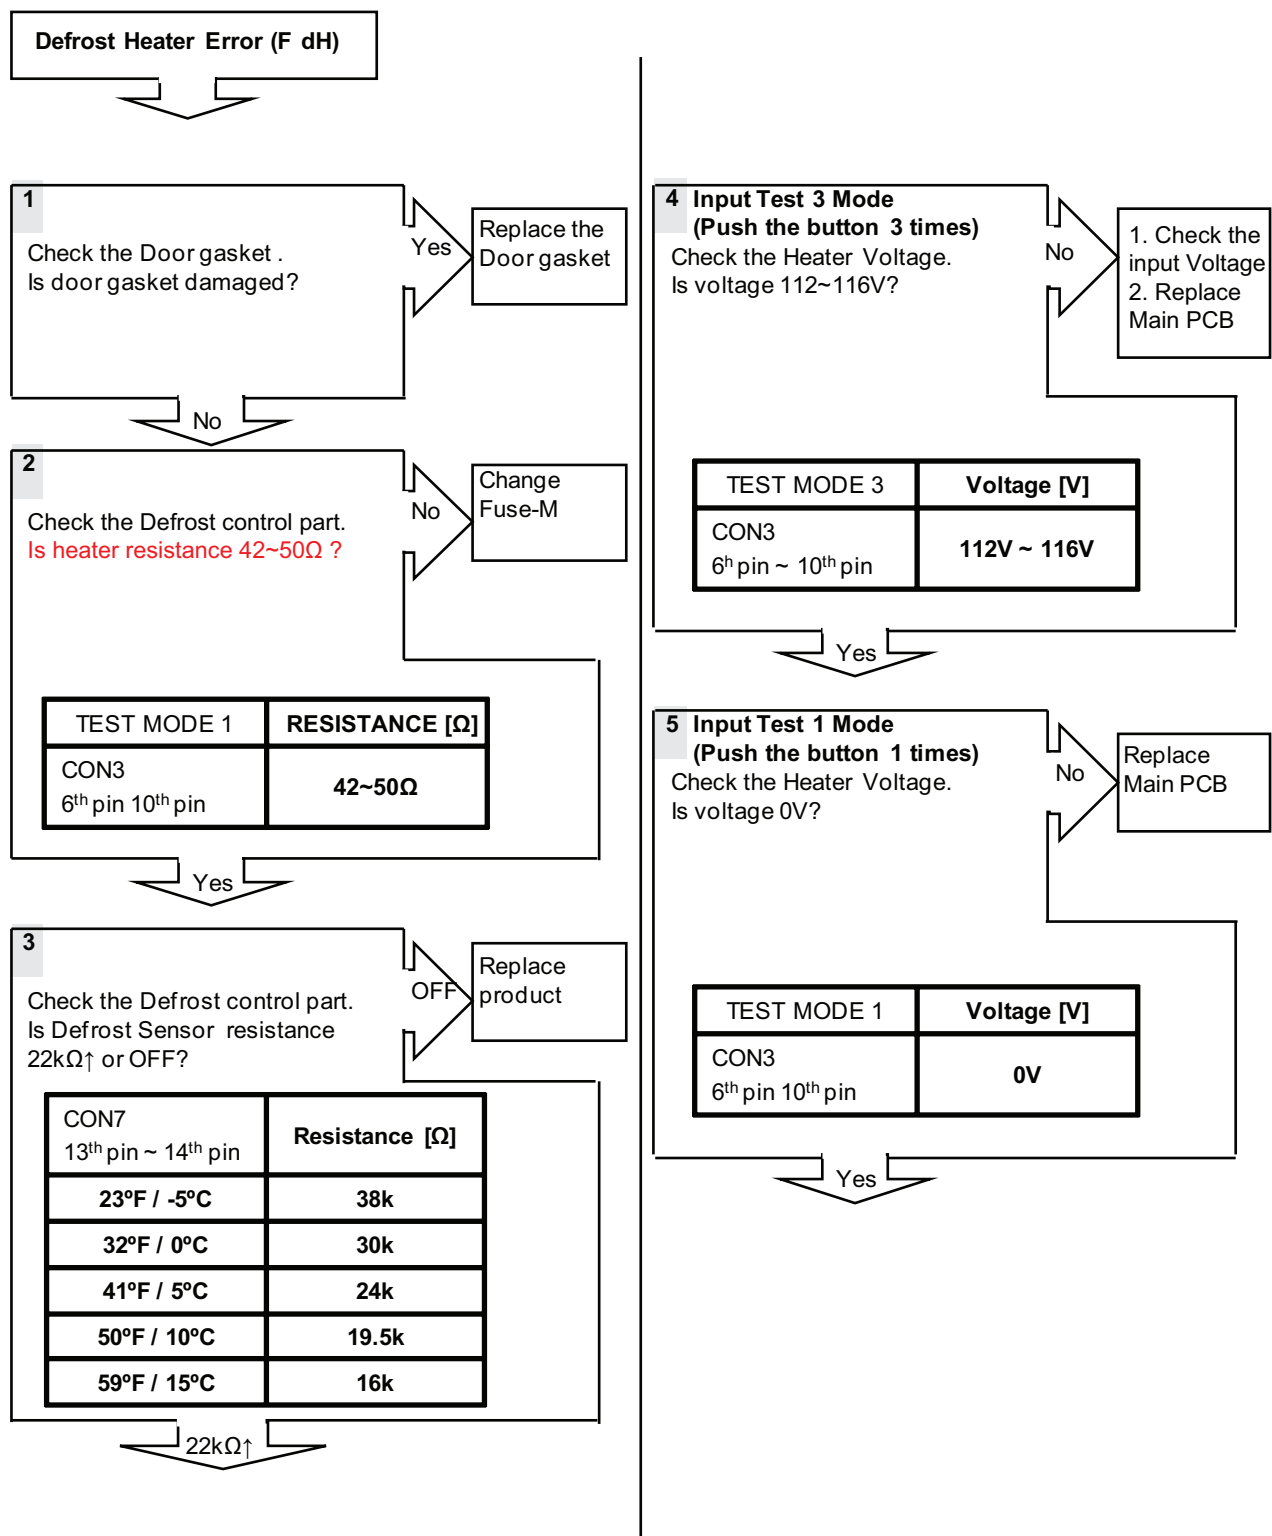 Defrost Heater Error (F dH)
1
Check the Door gasket .
Is door gasket damaged?
Yes
Replace the
Door gasket
No
2
Check the Defrost control part.
Is heater resistance 42~50Ω ?
No
Change
Fuse-M
TEST MODE 1
RESISTANCE [Ω]
CON3
6th pin 10th pin
42~50Ω
Yes
3
Check the Defrost control part.
Is Defrost Sensor resistance
22kΩ↑ or OFF?
OFF
Replace
product
CON7
13th pin ~ 14th pin
Resistance [Ω]
23ºF / -5ºC
38k
32ºF / 0ºC
30k
41ºF / 5ºC
24k
50ºF / 10ºC
19.5k
59ºF / 15ºC
16k
22kΩ↑
4 Input Test 3 Mode
(Push the button 3 times)
Check the Heater Voltage.
Is voltage 112~116V?
No
1. Check the
input Voltage
2. Replace
Main PCB
TEST MODE 3
Voltage [V]
CON3
6h pin ~ 10th pin
112V ~ 116V
Yes
5 Input Test 1 Mode
(Push the button 1 times)
Check the Heater Voltage.
Is voltage 0V?
No
Replace
Main PCB
TEST MODE 1
Voltage [V]
CON3
6th pin 10th pin
0V
Yes